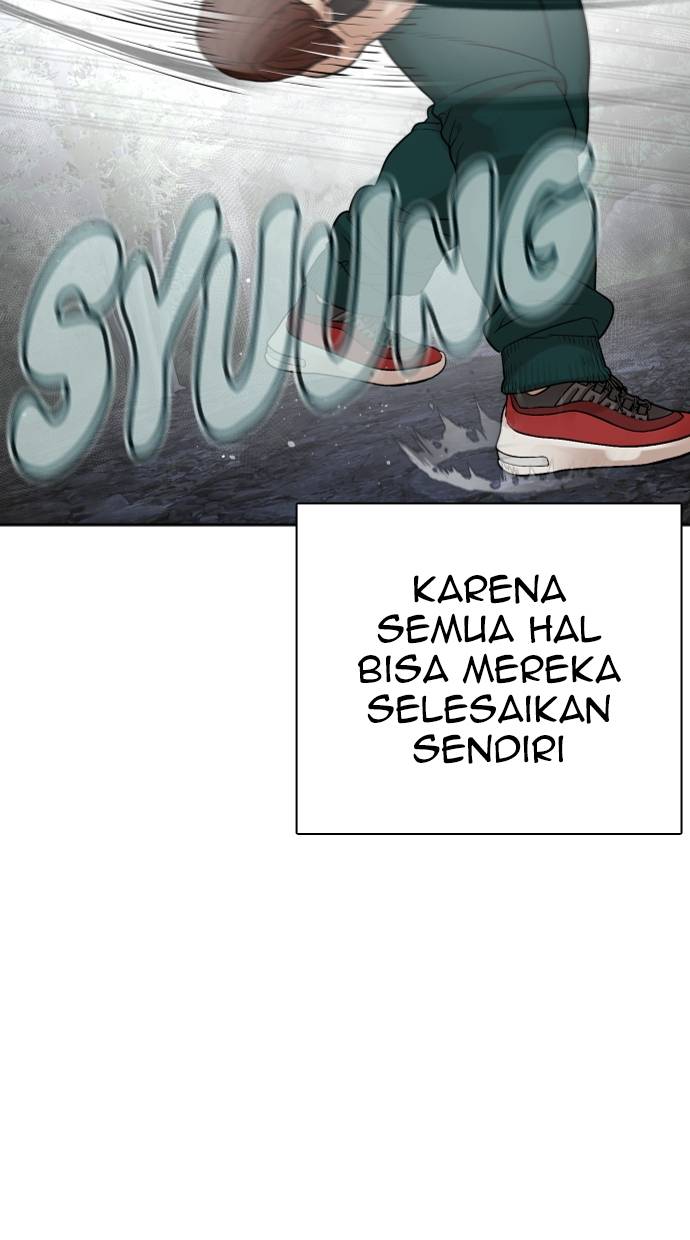 SYUUNG
KARENA
SEMUA HAL
BISA MEREKA
SELESAIKAN
SENDIRI